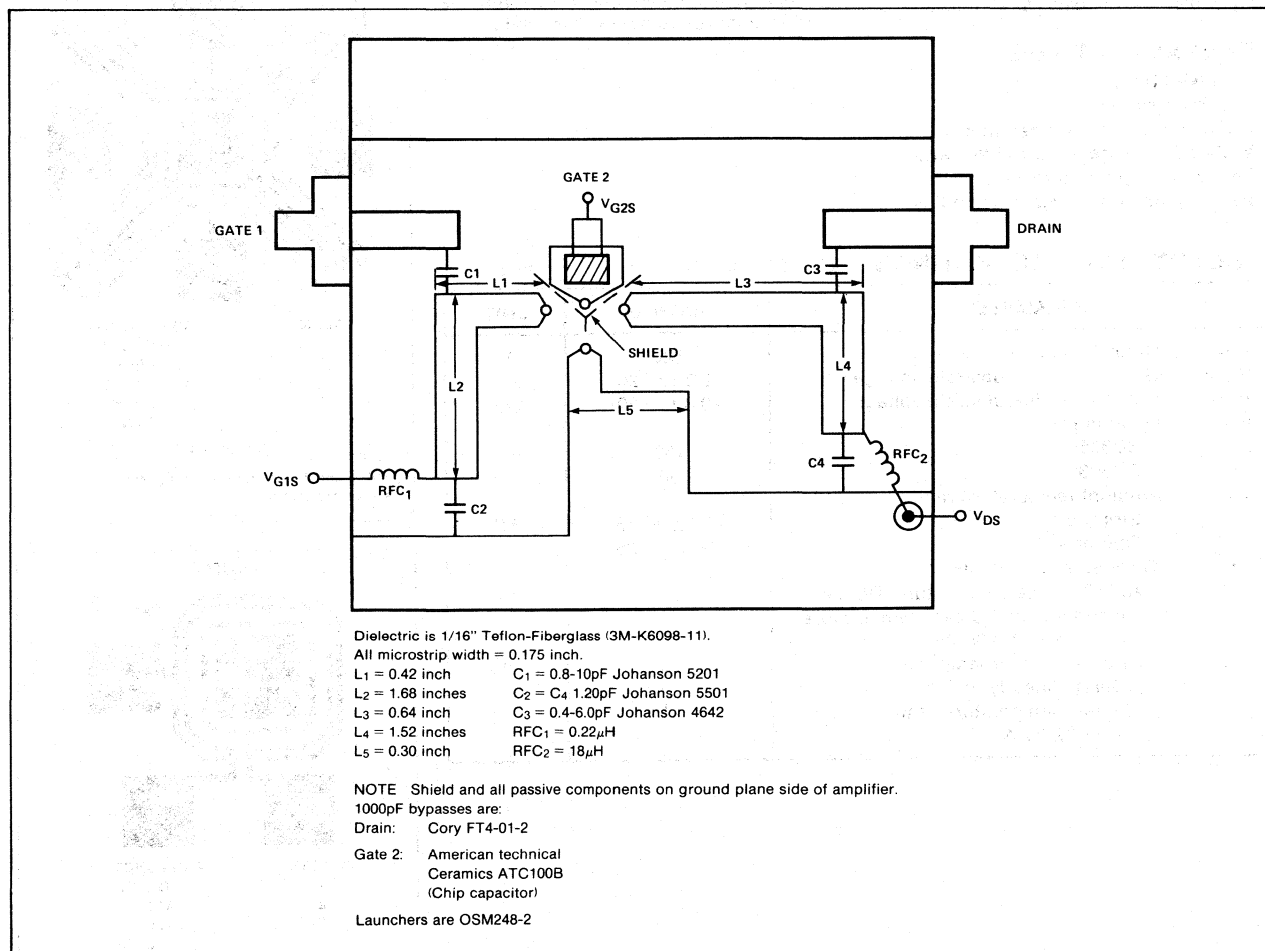 GATE 2
V_G2S
GATE 1
DRAIN
C1
L1
C3
L3
SHIELD
L2
L4
L5
V_G1S
RFC₁
C2
C4
RFC₂
V_DS
Dielectric is 1/16" Teflon-Fiberglass (3M-K6098-11).
All microstrip width = 0.175 inch.
L₁ = 0.42 inch C₁ = 0.8-10pF Johanson 5201
L₂ = 1.68 inches C₂ = C₄ 1.20pF Johanson 5501
L₃ = 0.64 inch C₃ = 0.4-6.0pF Johanson 4642
L₄ = 1.52 inches RFC₁ = 0.22μH
L₅ = 0.30 inch RFC₂ = 18μH
NOTE Shield and all passive components on ground plane side of amplifier.
1000pF bypasses are:
Drain: Cory FT4-01-2
Gate 2: American technical
Ceramics ATC100B
(Chip capacitor)
Launchers are OSM248-2